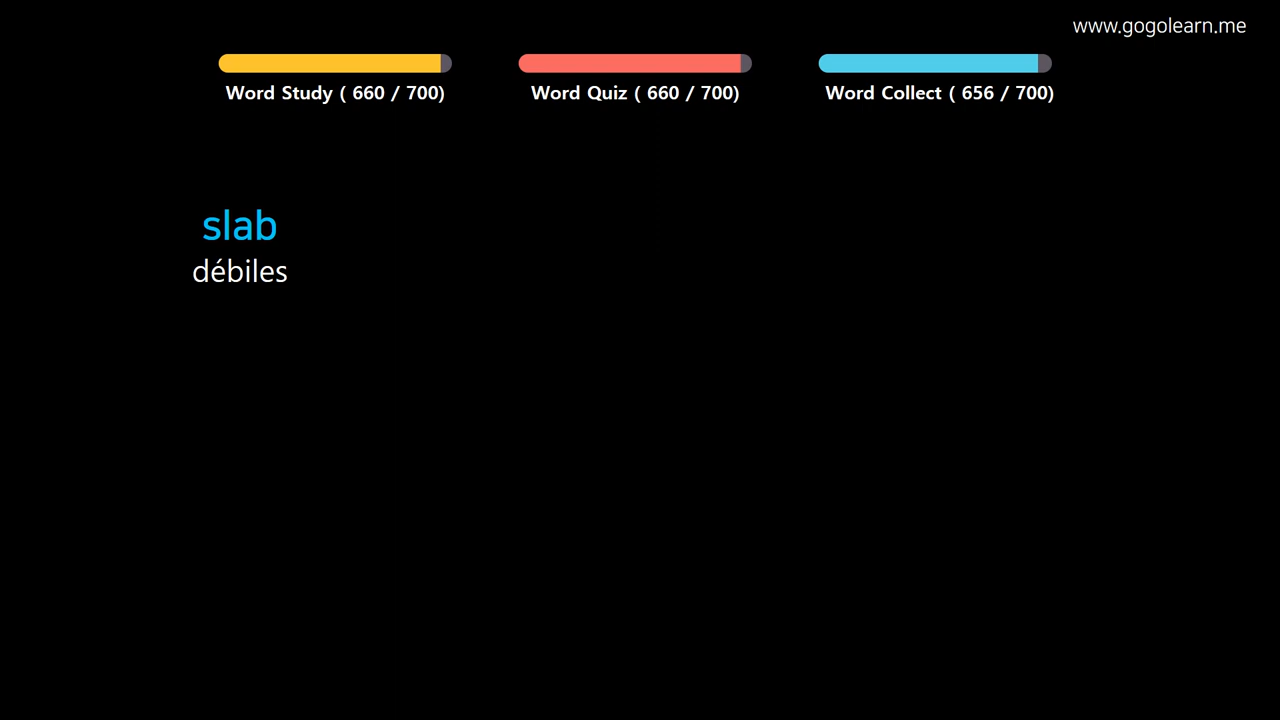 www.gogolearn.me
Word Study ( 660 / 700)
Word Quiz ( 660 / 700)
Word Collect ( 656 / 700)
slab
débiles